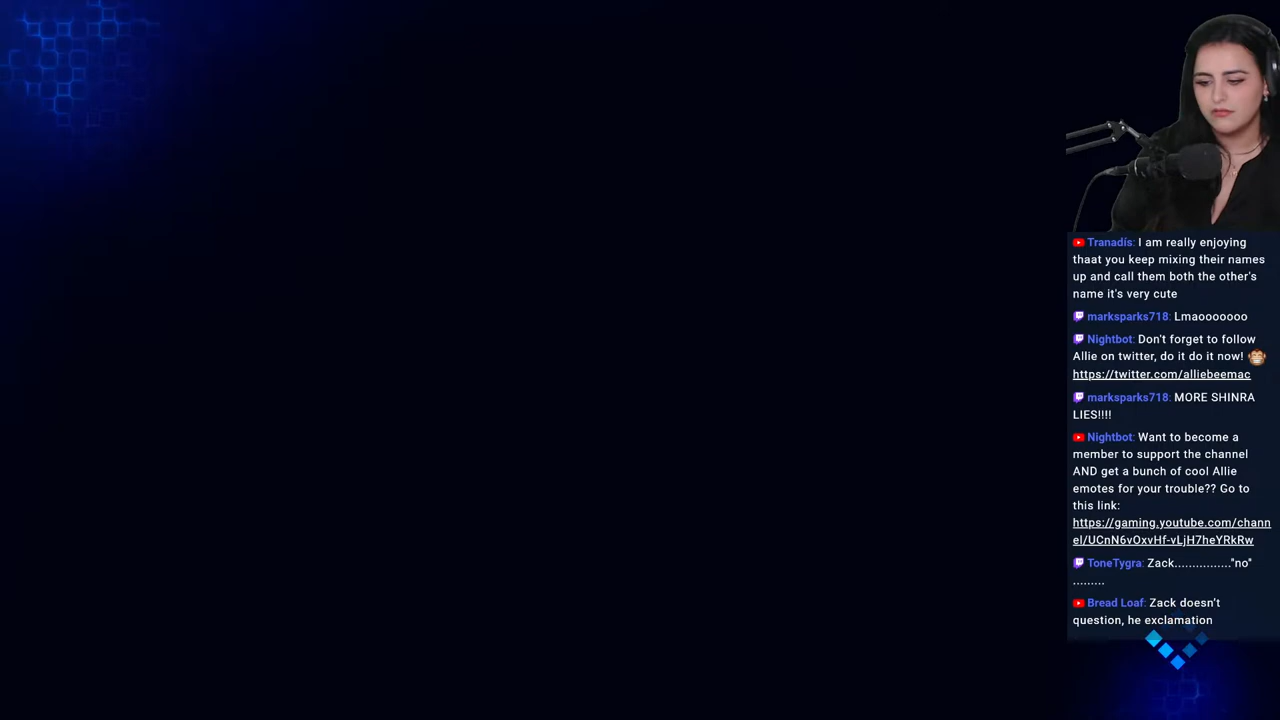 Tranadís: I am really enjoying
thaat you keep mixing their names
up and call them both the other's
name it's very cute
marksparks718: Lmaooooooo
Nightbot: Don't forget to follow
Allie on twitter, do it do it now!
https://twitter.com/alliebeemac
marksparks718: MORE SHINRA
LIES!!!!
Nightbot: Want to become a
member to support the channel
AND get a bunch of cool Allie
emotes for your trouble?? Go to
this link:
https://gaming.youtube.com/chann
el/UCnN6vOxvHf-vLjH7heYRkRw
ToneTygra: Zack...............“no”
.........
Bread Loaf: Zack doesn’t
question, he exclamation